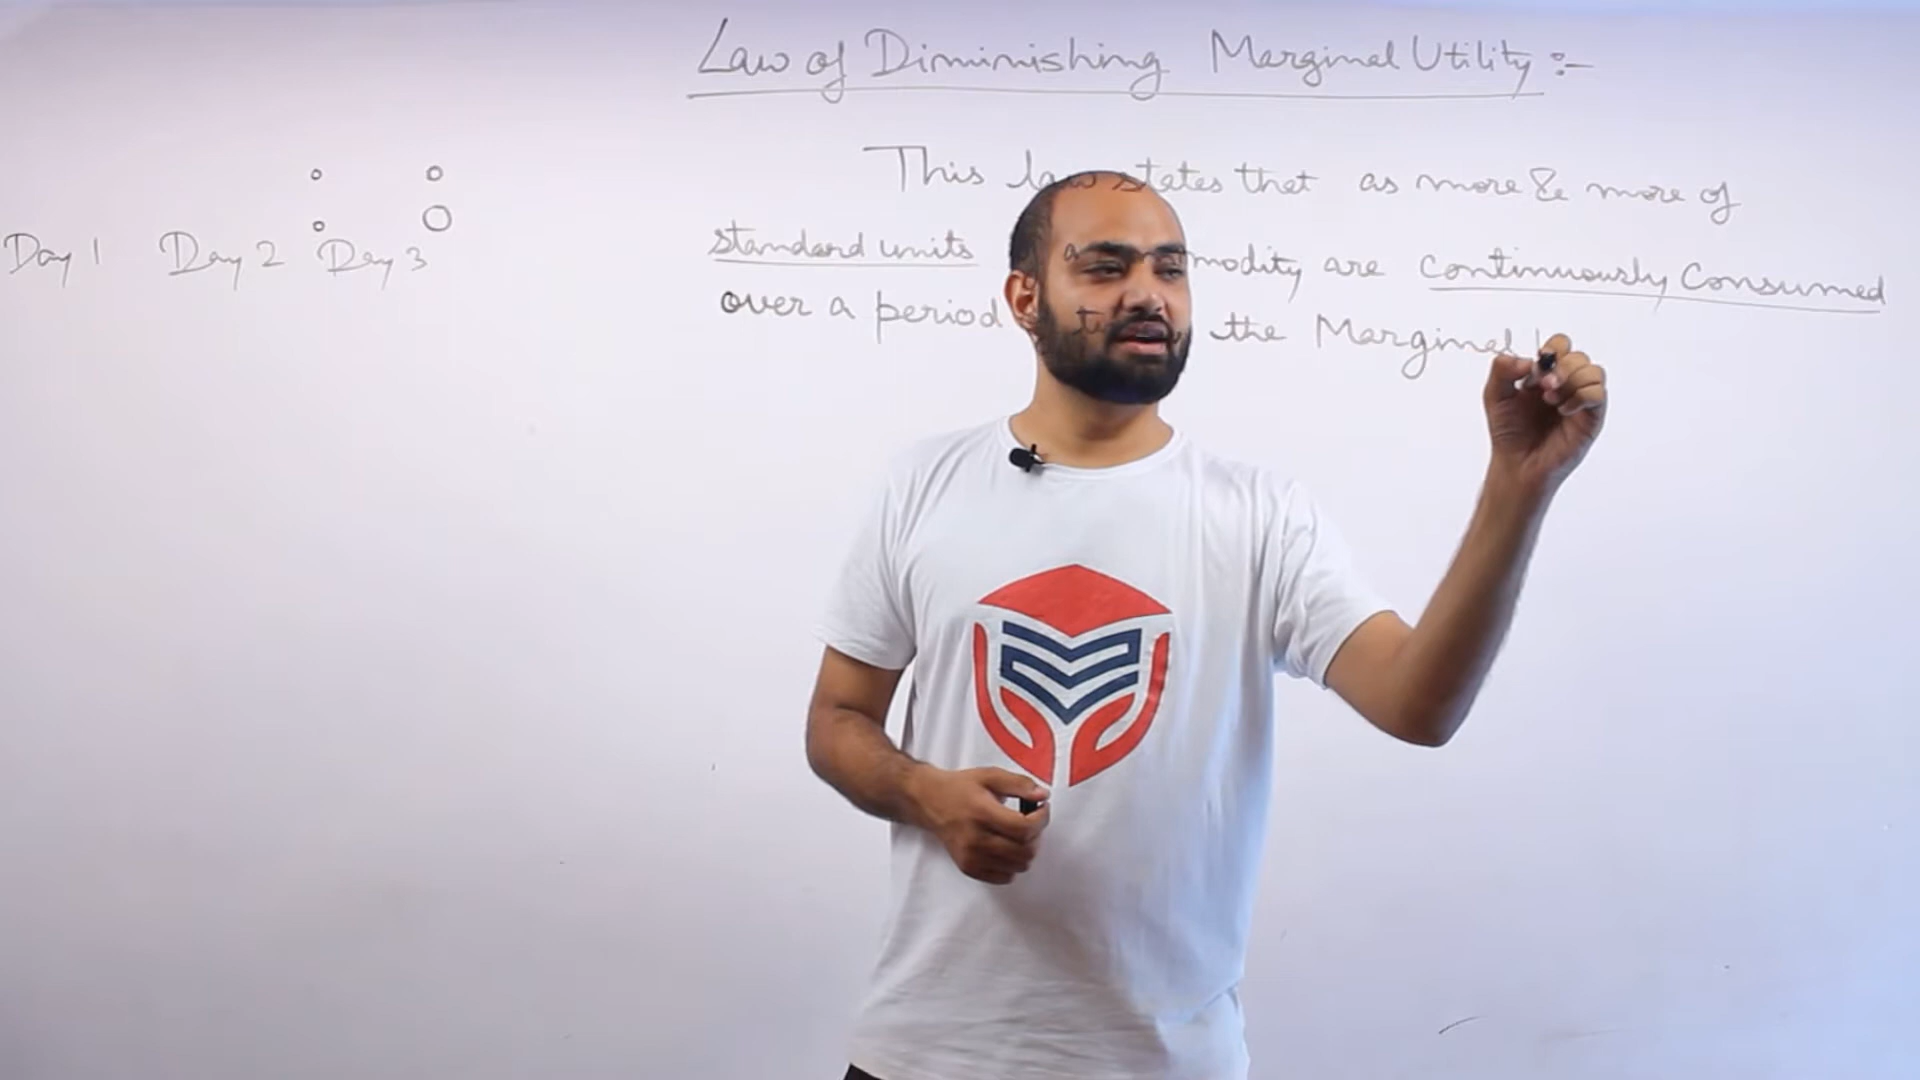 Law of Diminishing Marginal Utility :-
This law states that as more & more of
standard units a commodity are continuously Consumed
over a period the Marginal
Day 1 Day 2 Day 3